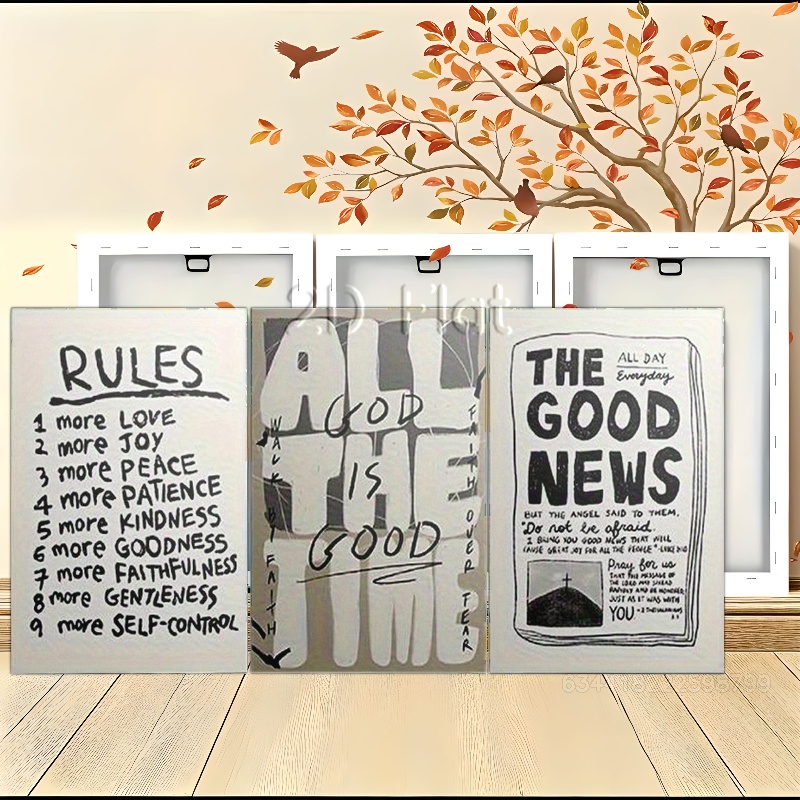 2D Flat
RULES
1 more LOVE
2 more JOY
3 more PEACE
4 more PATIENCE
5 more KINDNESS
6 more GOODNESS
7 more FAITHFULNESS
8 more GENTLENESS
9 more SELF-CONTROL
ALL
THE
TIME
GOD
IS
GOOD
WALK BY FAITH
FAITH OVER FEAR
THE
ALL DAY
Everyday
GOOD
NEWS
BUT THE ANGEL SAID TO THEM,
"Do not be afraid.
I BRING YOU GOOD NEWS THAT WILL
CAUSE GREAT JOY FOR ALL THE PEOPLE" -LUKE 2:10
Pray for us
THAT THE MESSAGE OF
THE LORD MAY SPREAD
RAPIDLY AND BE HONORED,
JUST AS IT WAS WITH
YOU